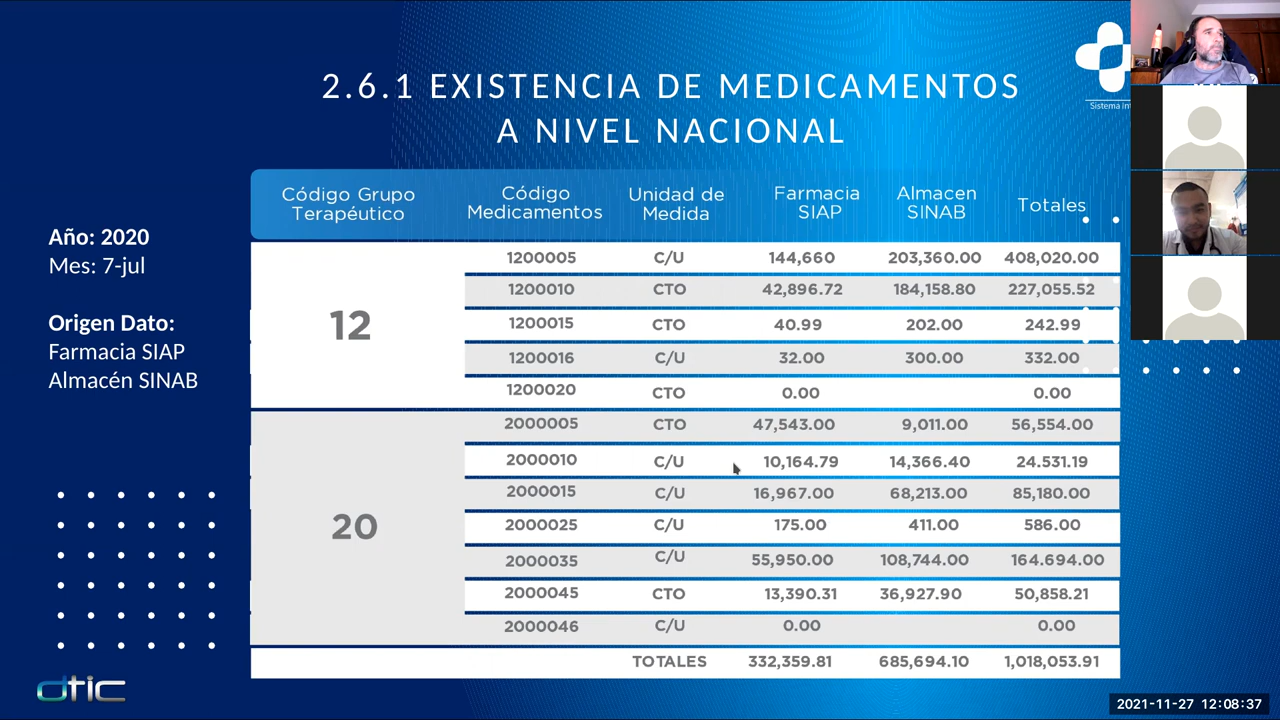 2.6.1 EXISTENCIA DE MEDICAMENTOS
A NIVEL NACIONAL
Sistema Int
Año: 2020
Mes: 7-jul
Origen Dato:
Farmacia SIAP
Almacén SINAB
Código Grupo Terapéutico Código Medicamentos Unidad de Medida Farmacia SIAP Almacen SINAB Totales
12
1200005 C/U 144,660 203,360.00 408,020.00
1200010 CTO 42,896.72 184,158.80 227,055.52
1200015 CTO 40.99 202.00 242.99
1200016 C/U 32.00 300.00 332.00
1200020 CTO 0.00 0.00
20
2000005 CTO 47,543.00 9,011.00 56,554.00
2000010 C/U 10,164.79 14,366.40 24.531.19
2000015 C/U 16,967.00 68,213.00 85,180.00
2000025 C/U 175.00 411.00 586.00
2000035 C/U 55,950.00 108,744.00 164.694.00
2000045 CTO 13,390.31 36,927.90 50,858.21
2000046 C/U 0.00 0.00
TOTALES 332,359.81 685,694.10 1,018,053.91
dtic
2021-11-27 12:08:37